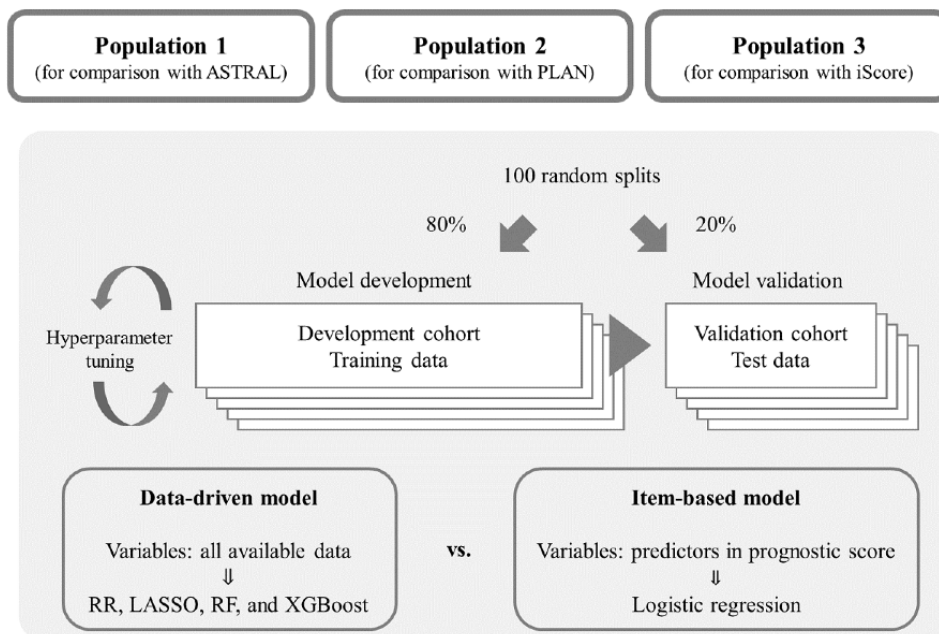 Population 1
(for comparison with ASTRAL)
Population 2
(for comparison with PLAN)
Population 3
(for comparison with iScore)
100 random splits
80%
20%
Model development
Model validation
Hyperparameter
tuning
Development cohort
Training data
Validation cohort
Test data
Data-driven model
Variables: all available data
⇓
RR, LASSO, RF, and XGBoost
vs.
Item-based model
Variables: predictors in prognostic score
⇓
Logistic regression